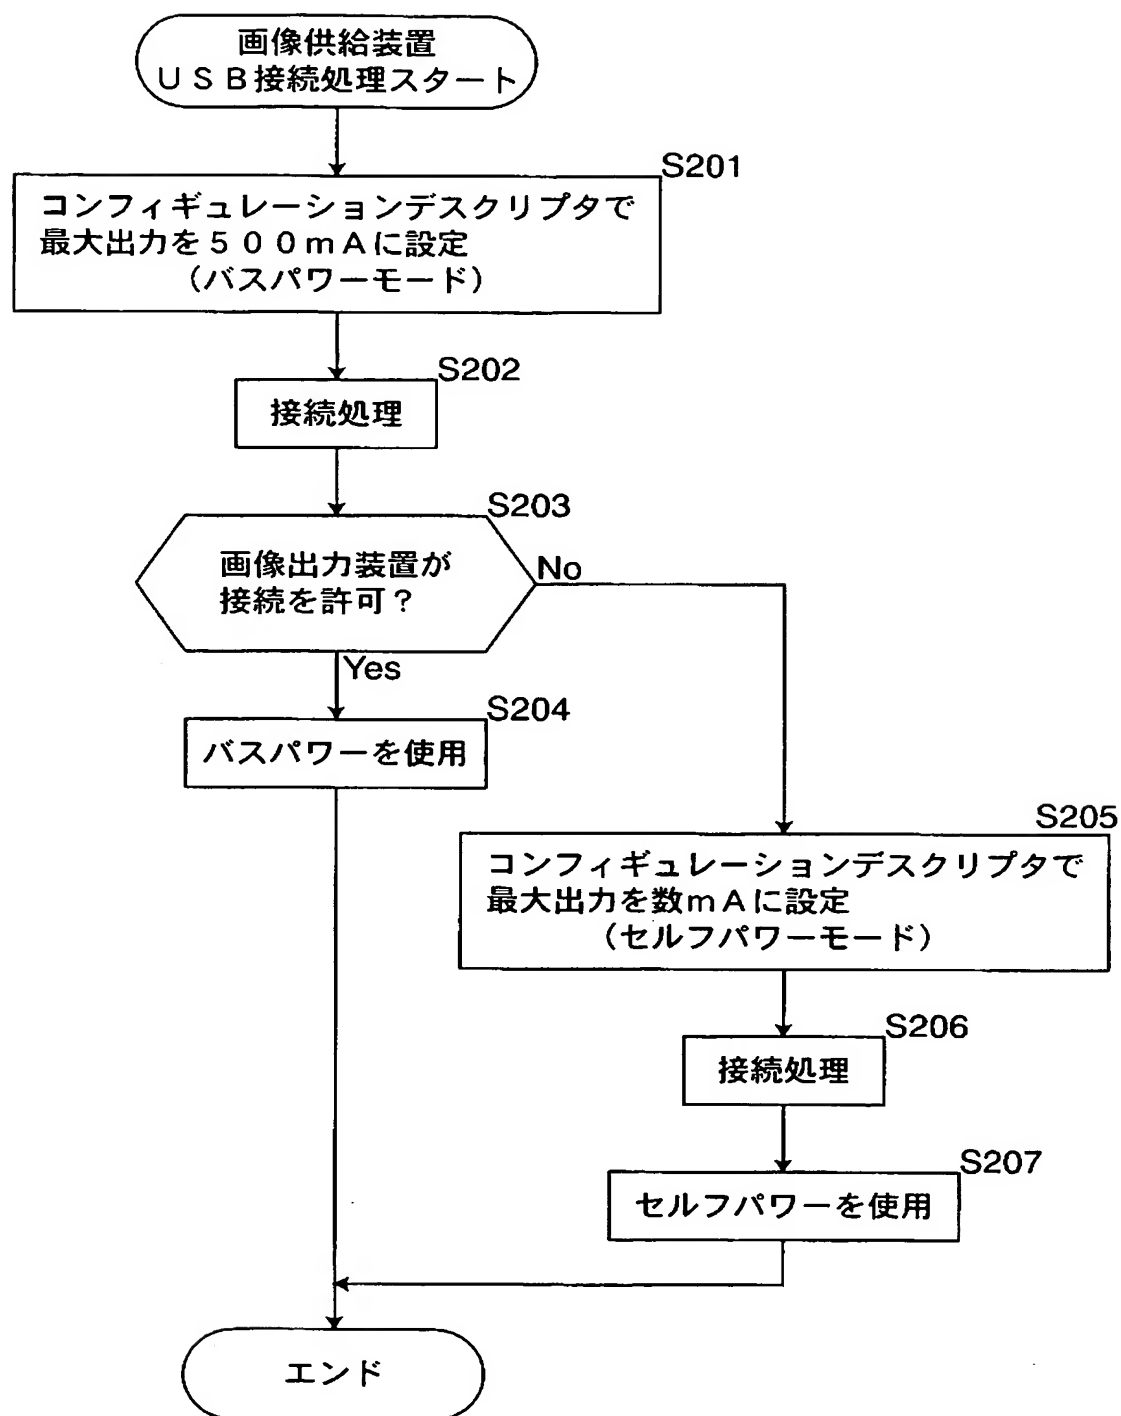 画像供給装置
ＵＳＢ接続処理スタート
S201
コンフィギュレーションデスクリプタで
最大出力を５００ｍＡに設定
（バスパワーモード）
S202
接続処理
S203
画像出力装置が
接続を許可？
No
Yes
S204
バスパワーを使用
S205
コンフィギュレーションデスクリプタで
最大出力を数ｍＡに設定
（セルフパワーモード）
S206
接続処理
S207
セルフパワーを使用
エンド